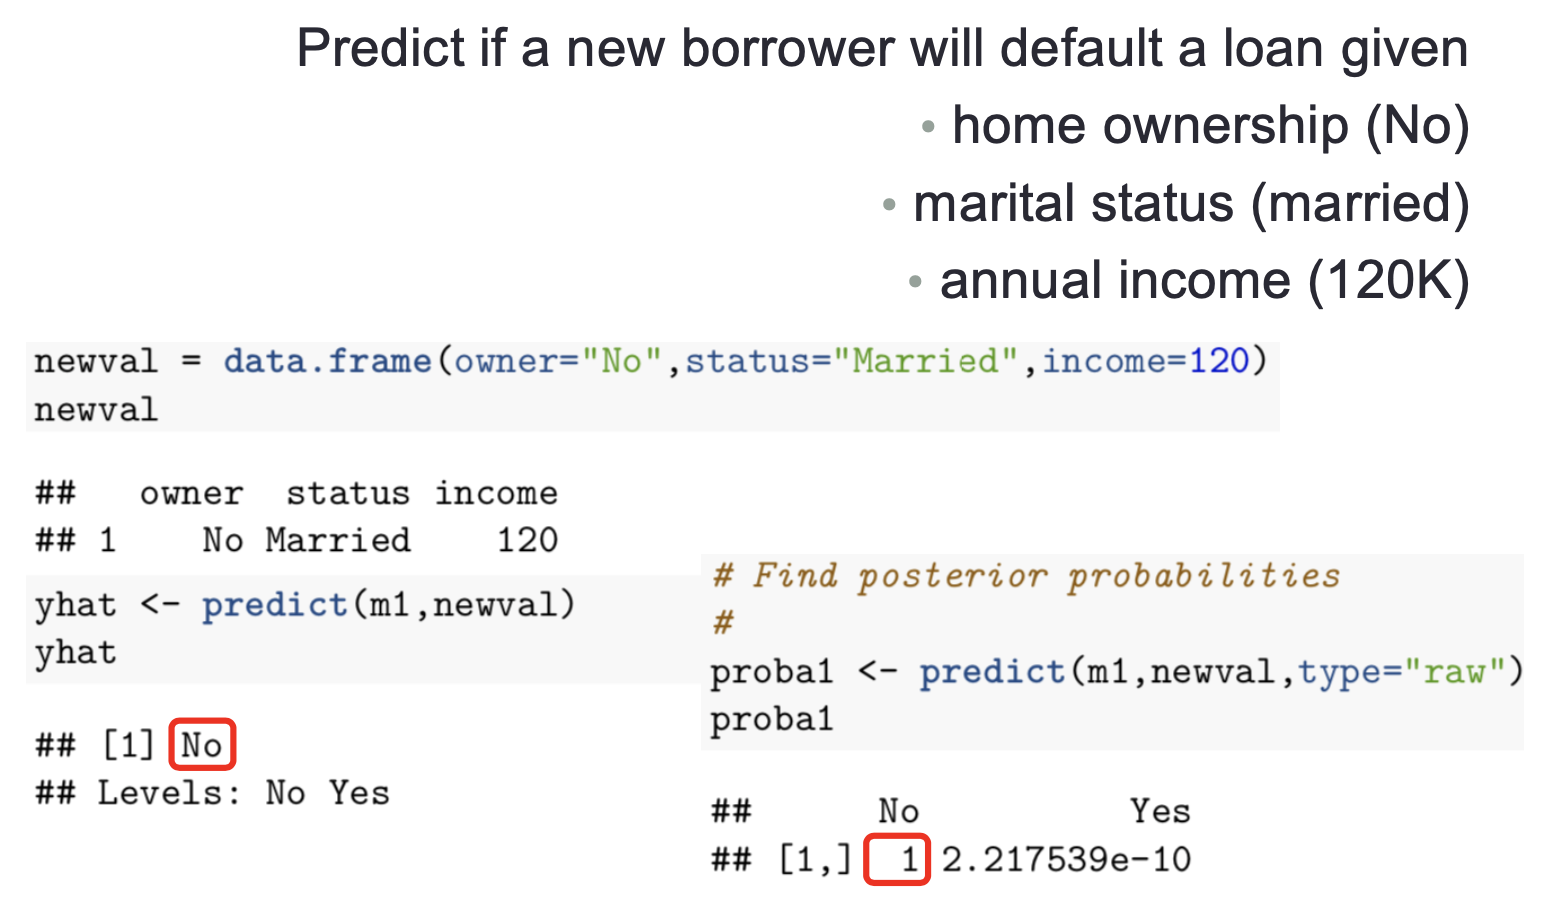 Predict if a new borrower will default a loan given
• home ownership (No)
• marital status (married)
• annual income (120K)
newval = data.frame(owner="No",status="Married",income=120)
newval
##   owner  status income
## 1    No Married    120
yhat <- predict(m1,newval)
yhat
## [1] No
## Levels: No Yes
# Find posterior probabilities
#
proba1 <- predict(m1,newval,type="raw")
proba1
##      No          Yes
## [1,]  1 2.217539e-10